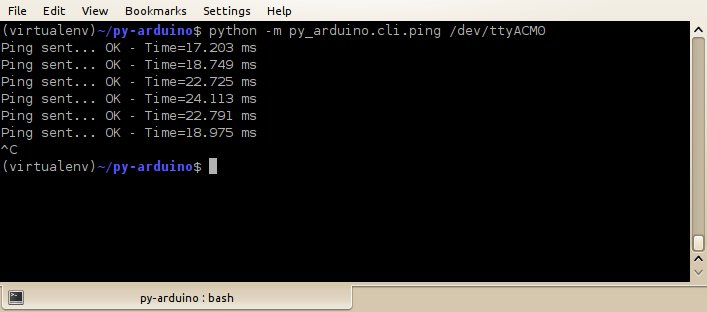 File Edit View Bookmarks Settings Help
(virtualenv)~/py-arduino$ python -m py_arduino.cli.ping /dev/ttyACM0
Ping sent... OK - Time=17.203 ms
Ping sent... OK - Time=18.749 ms
Ping sent... OK - Time=22.725 ms
Ping sent... OK - Time=24.113 ms
Ping sent... OK - Time=22.791 ms
Ping sent... OK - Time=18.975 ms
^C
(virtualenv)~/py-arduino$
py-arduino : bash